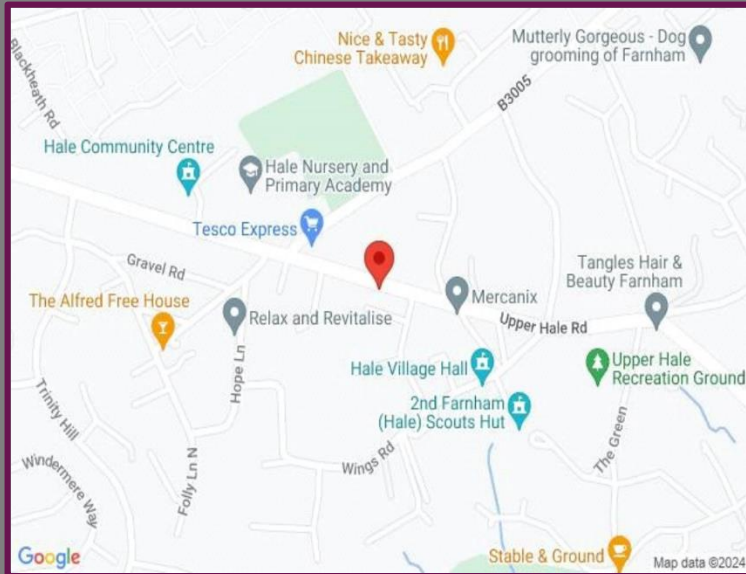 Blackheath Rd
Nice & Tasty
Chinese Takeaway
Mutterly Gorgeous - Dog
grooming of Farnham
B3005
Hale Community Centre
Hale Nursery and
Primary Academy
Tesco Express
Gravel Rd
The Alfred Free House
Relax and Revitalise
Mercanix
Tangles Hair &
Beauty Farnham
Upper Hale Rd
Hope Ln
Hale Village Hall
Upper Hale
Recreation Ground
2nd Farnham
(Hale) Scouts Hut
Trinity Hill
Wings Rd
The Green
Folly Ln N
Windermere Way
Stable & Ground
Google
Map data ©2024